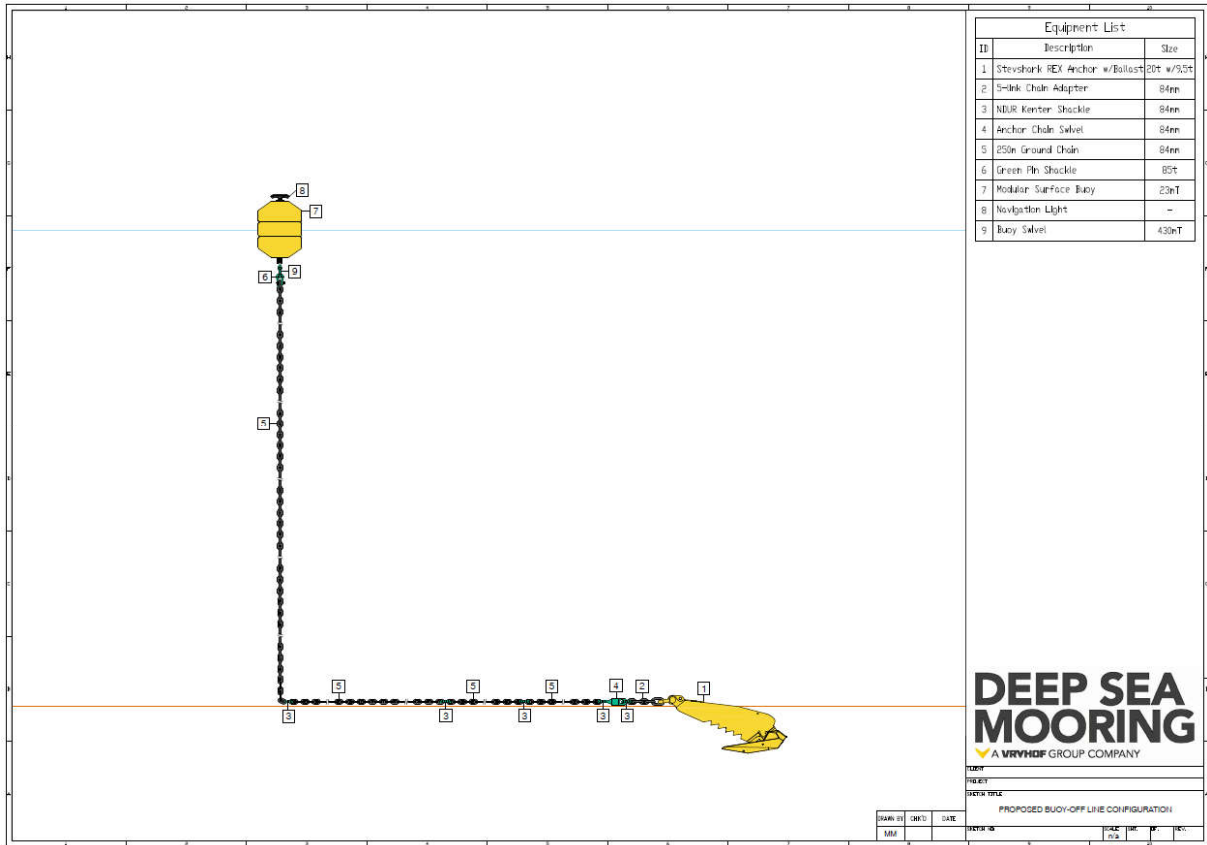 Equipment List
ID Description Size
1 Stevshark REX Anchor w/Ballast 20t w/9.5t
2 5-link Chain Adapter 84mm
3 NDUR Kenter Shackle 84mm
4 Anchor Chain Swivel 84mm
5 250m Ground Chain 84mm
6 Green Pin Shackle 85t
7 Modular Surface Buoy 23mT
8 Navigation Light -
9 Buoy Swivel 430mT
8
7
9
6
5
5 5 5 4 2 1
3 3 3 3 3
DEEP SEA
MOORING
A VRYHOF GROUP COMPANY
CLIENT
PROJECT
SKETCH TITLE
PROPOSED BUOY-OFF LINE CONFIGURATION
DRAWN BY CHK'D DATE
MM
SKETCH NO
SCALE SHT. OF. REV.
n/a